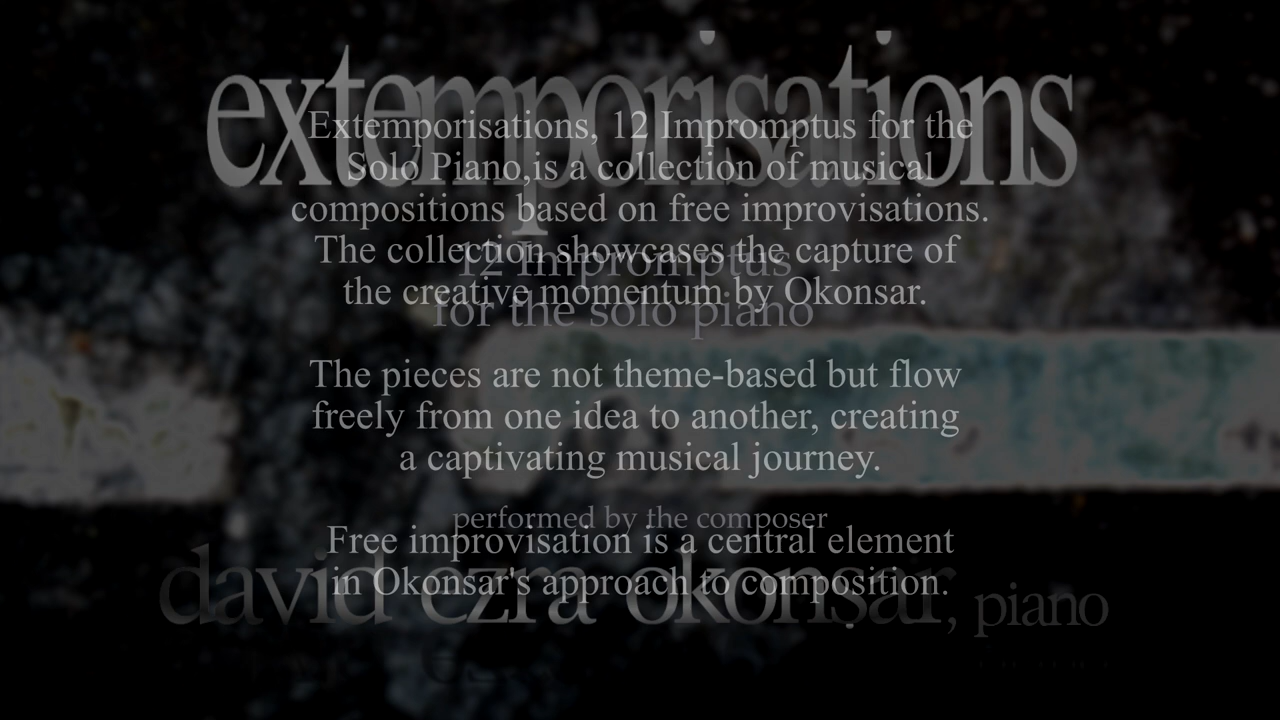 extemporisations
Extemporisations, 12 Impromptus for the
Solo Piano,is a collection of musical
compositions based on free improvisations.
The collection showcases the capture of
12 Impromptus
the creative momentum by Okonsar.
for the solo piano
The pieces are not theme-based but flow
freely from one idea to another, creating
a captivating musical journey.
performed by the composer
Free improvisation is a central element
in Okonsar's approach to composition.
david ezra okonsar, piano